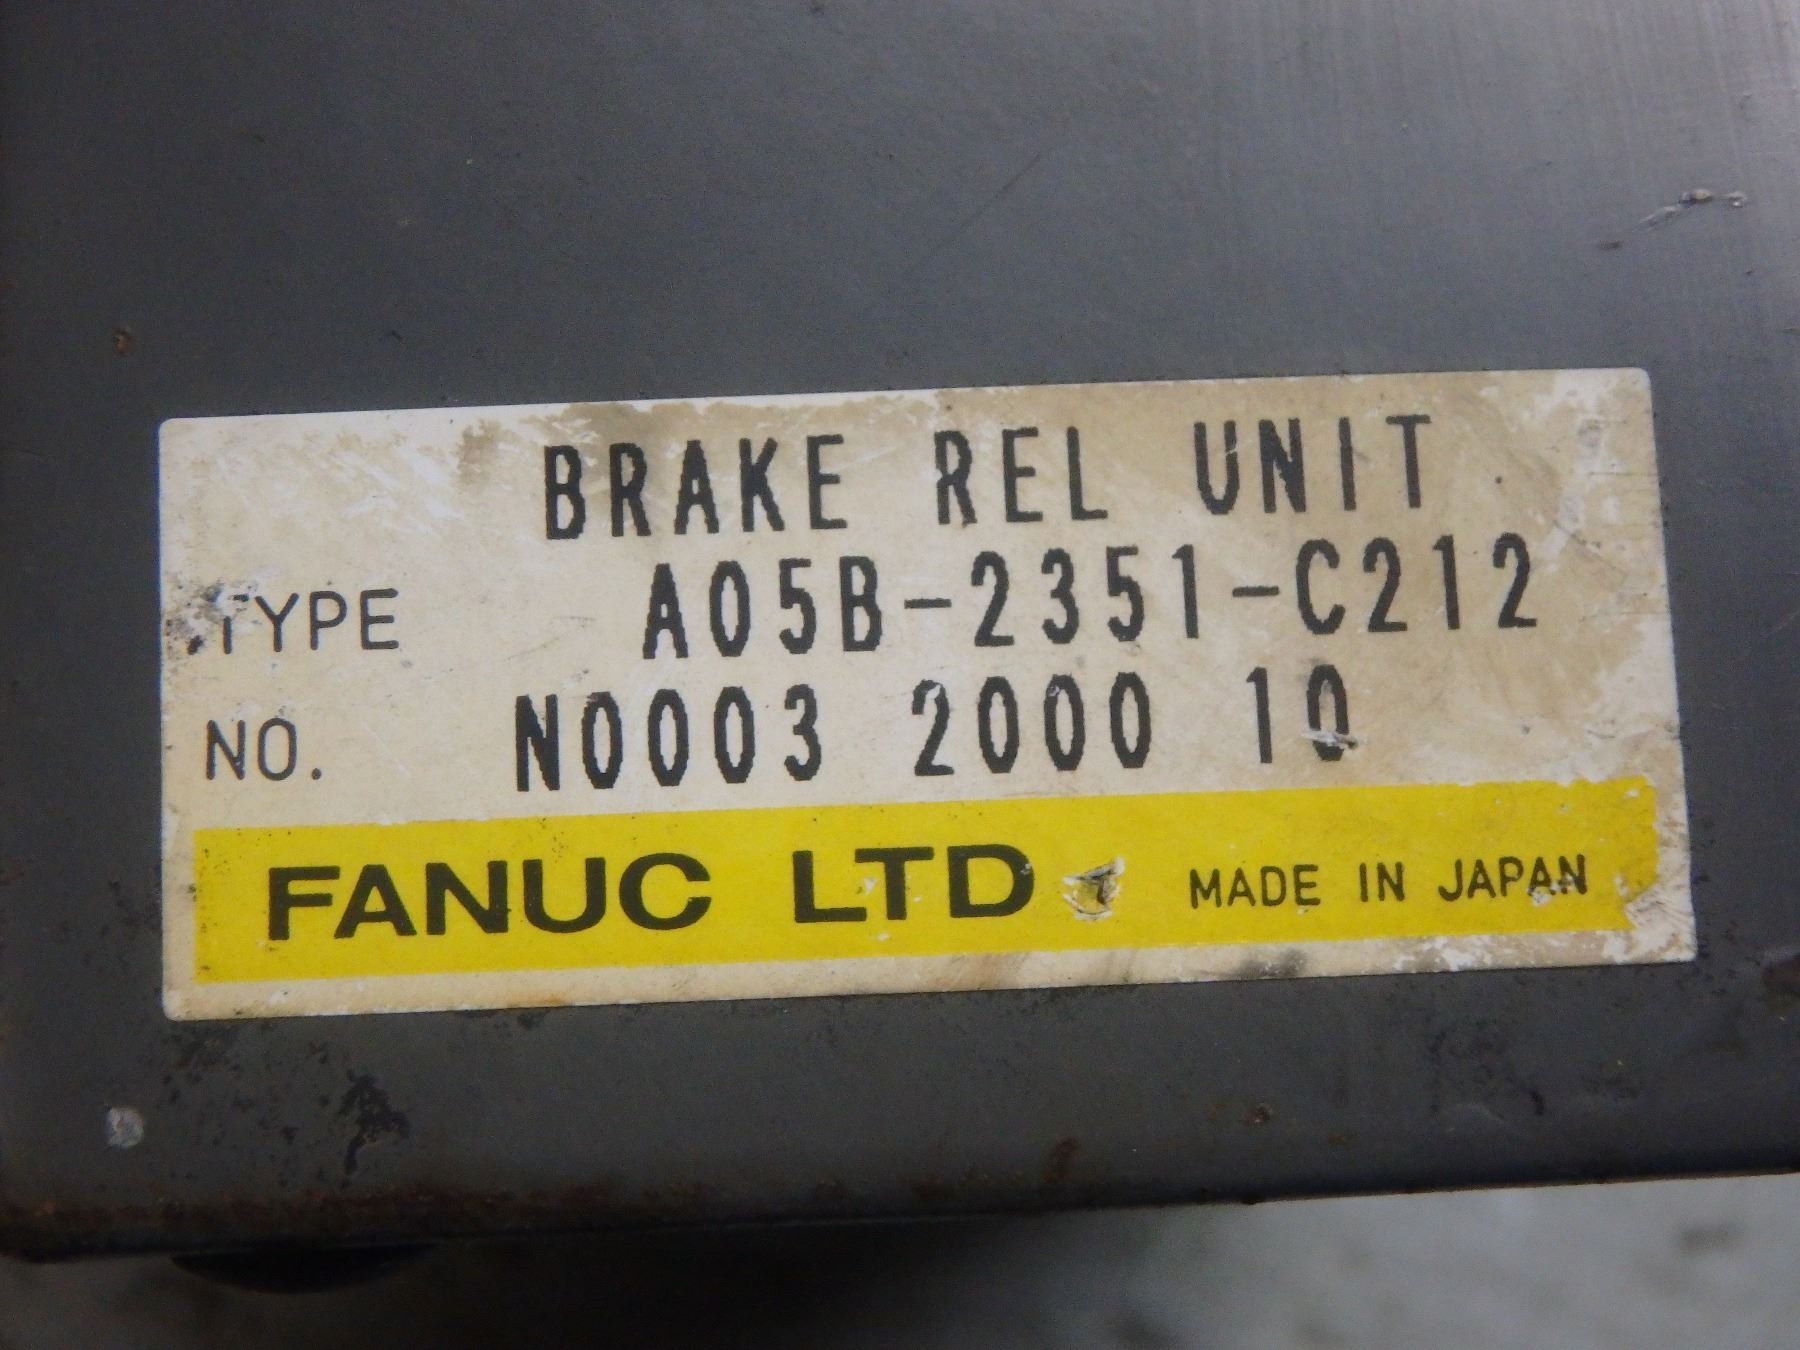 BRAKE REL UNIT
TYPE A05B-2351-C212
NO. N0003 2000 10
FANUC LTD MADE IN JAPAN